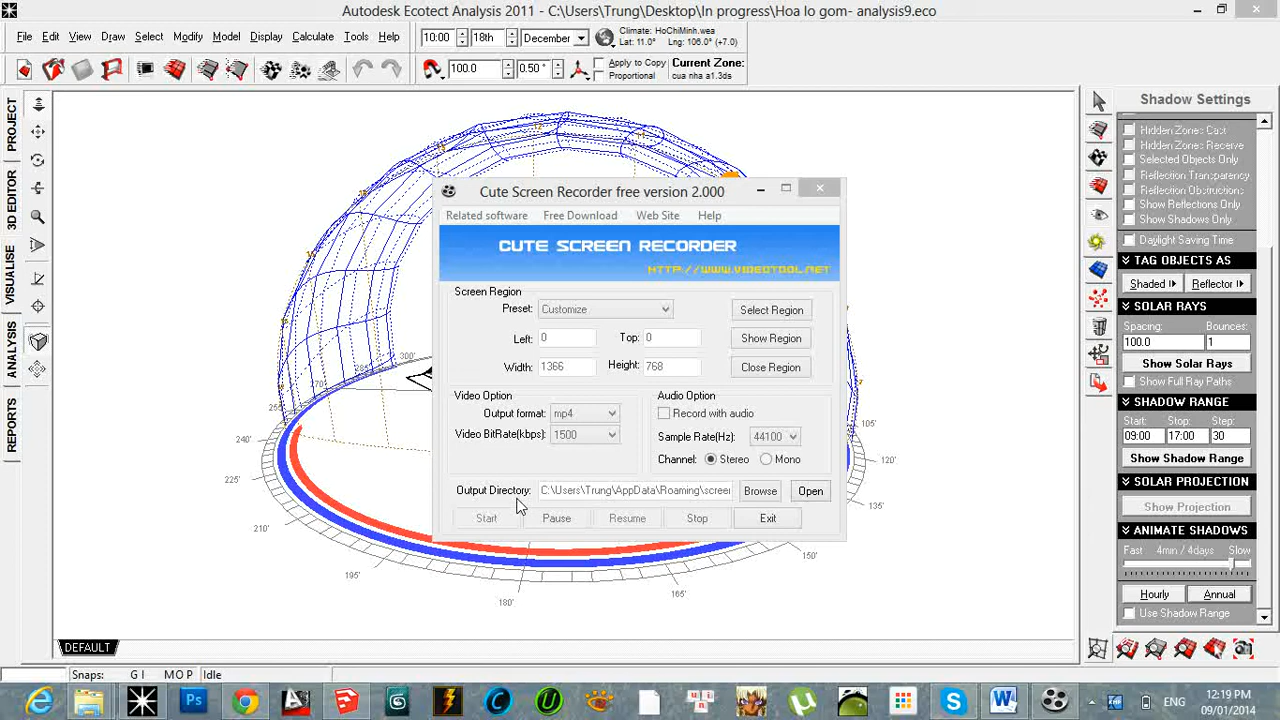 Autodesk Ecotect Analysis 2011 - C:\Users\Trung\Desktop\In progress\Hoa lo gom- analysis9.eco
File Edit View Draw Select Modify Model Display Calculate Tools Help
10:00 18th December
Climate: HoChiMinh.wea
Lat: 11.0° Lng: 106.0° (+7.0)
100.0 0.50 °
Apply to Copy
Proportional
Current Zone:
cua nha a1.3ds
PROJECT
3D EDITOR
VISUALISE
ANALYSIS
REPORTS
Cute Screen Recorder free version 2.000
Related software Free Download Web Site Help
CUTE SCREEN RECORDER
HTTP://WWW.VIDEOTOOL.NET
Screen Region
Preset: Customize Select Region
Left: 0 Top: 0 Show Region
Width: 1366 Height: 768 Close Region
Video Option
Output format: mp4
Video BitRate(kbps): 1500
Audio Option
Record with audio
Sample Rate(Hz): 44100
Channel: Stereo Mono
Output Directory: C:\Users\Trung\AppData\Roaming\screen Browse Open
Start Pause Resume Stop Exit
300°
240°
225°
210°
195°
180°
165°
150°
135°
120°
105°
Shadow Settings
Hidden Zones Cast
Hidden Zones Receive
Selected Objects Only
Reflection Transparency
Reflection Obstructions
Show Reflections Only
Show Shadows Only
Daylight Saving Time
TAG OBJECTS AS
Shaded Reflector
SOLAR RAYS
Spacing: Bounces:
100.0 1
Show Solar Rays
Show Full Ray Paths
SHADOW RANGE
Start: Stop: Step:
09:00 17:00 30
Show Shadow Range
SOLAR PROJECTION
Show Projection
ANIMATE SHADOWS
Fast 4min / 4days Slow
Hourly Annual
Use Shadow Range
DEFAULT
Snaps: G I M O P Idle
Ps
ENG
12:19 PM
09/01/2014